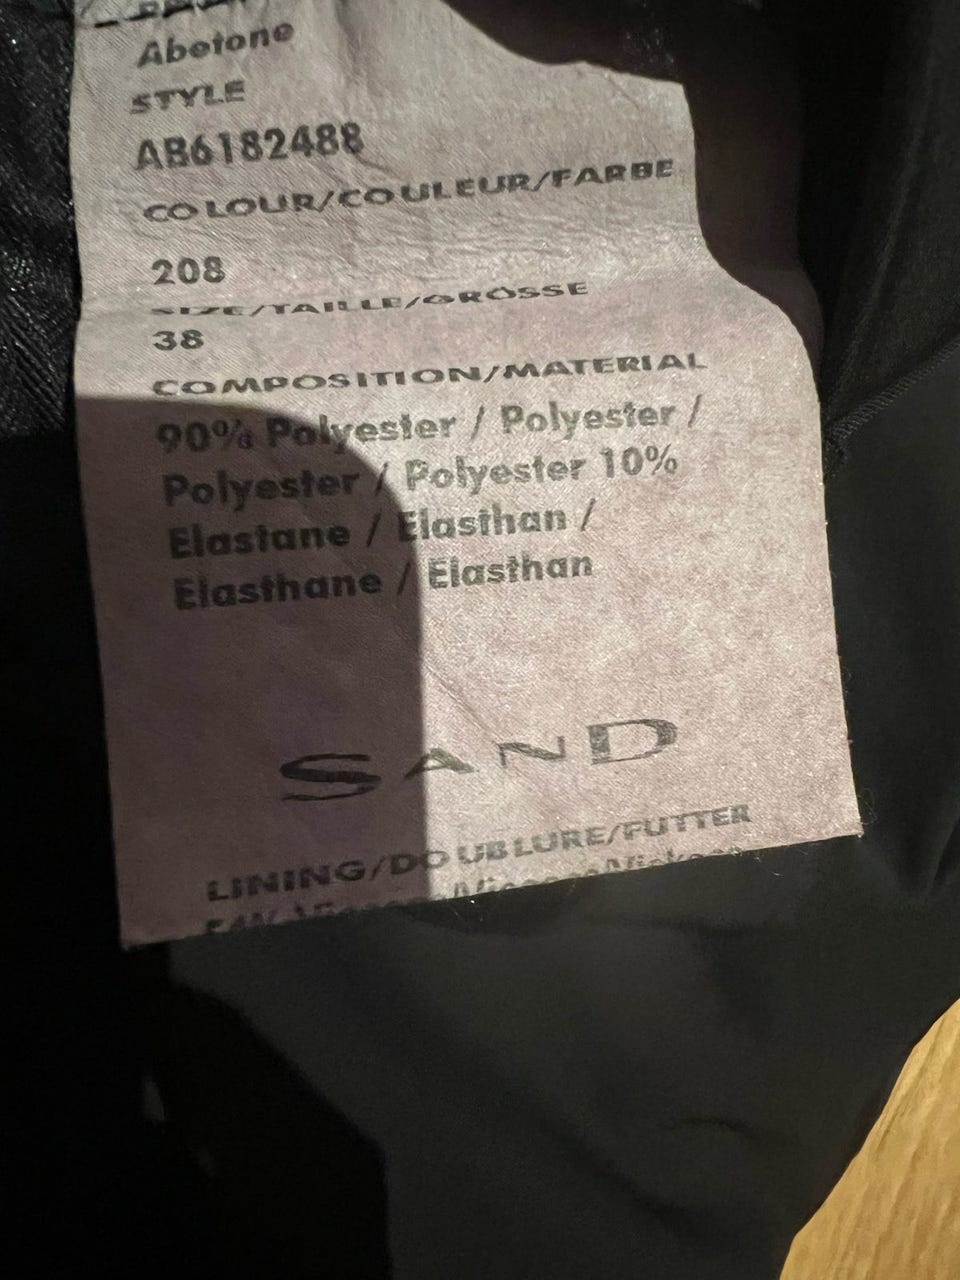 Abetone
STYLE
AB6182488
COLOUR/COULEUR/FARBE
208
SIZE/TAILLE/GRÖSSE
38
COMPOSITION/MATERIAL
90% Polyester / Polyester /
Polyester / Polyester 10%
Elastane / Elasthan /
Elasthane / Elasthan
SAND
LINING/DOUBLURE/FUTTER